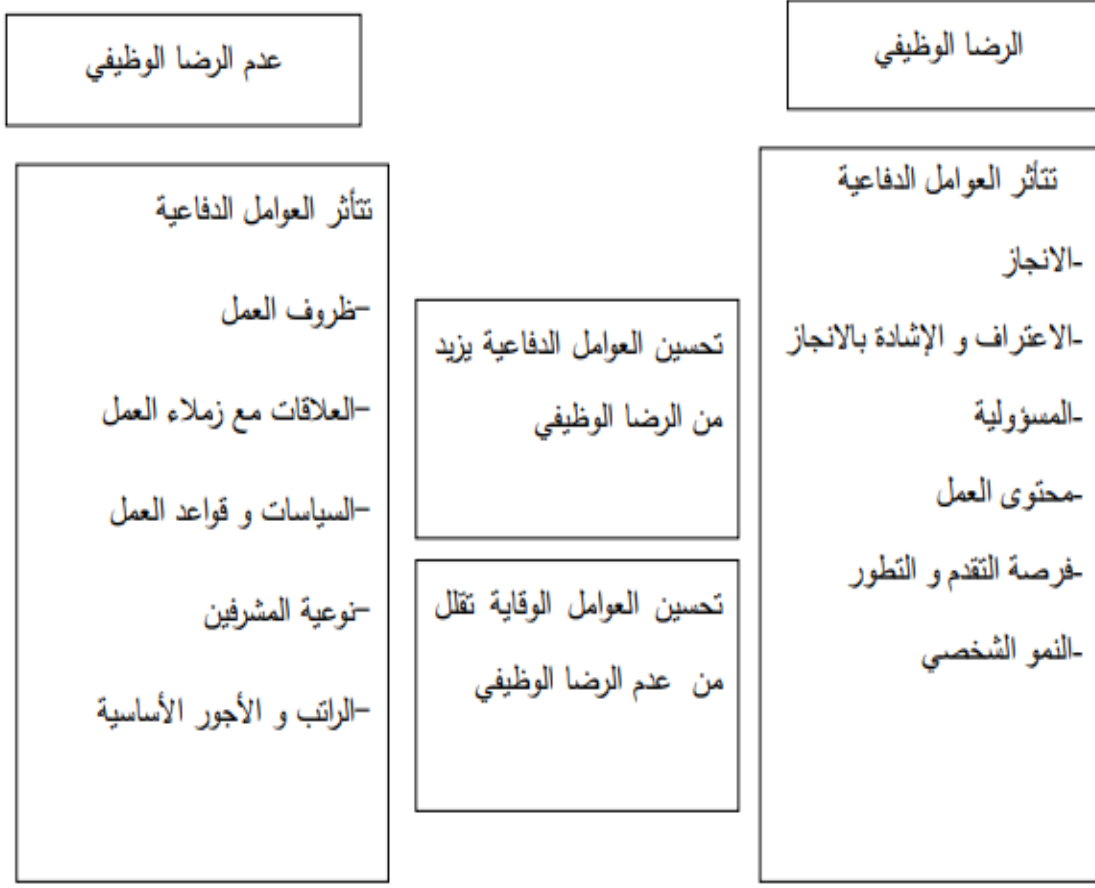 الرضا الوظيفي
عدم الرضا الوظيفي
تتأثر العوامل الدفاعية
-الانجاز
-الاعتراف و الإشادة بالانجاز
-المسؤولية
-محتوى العمل
-فرصة التقدم و التطور
-النمو الشخصي
تحسين العوامل الدفاعية يزيد
من الرضا الوظيفي
تحسين العوامل الوقاية تقلل
من عدم الرضا الوظيفي
تتأثر العوامل الدفاعية
-ظروف العمل
-العلاقات مع زملاء العمل
-السياسات و قواعد العمل
-نوعية المشرفين
-الراتب و الأجور الأساسية